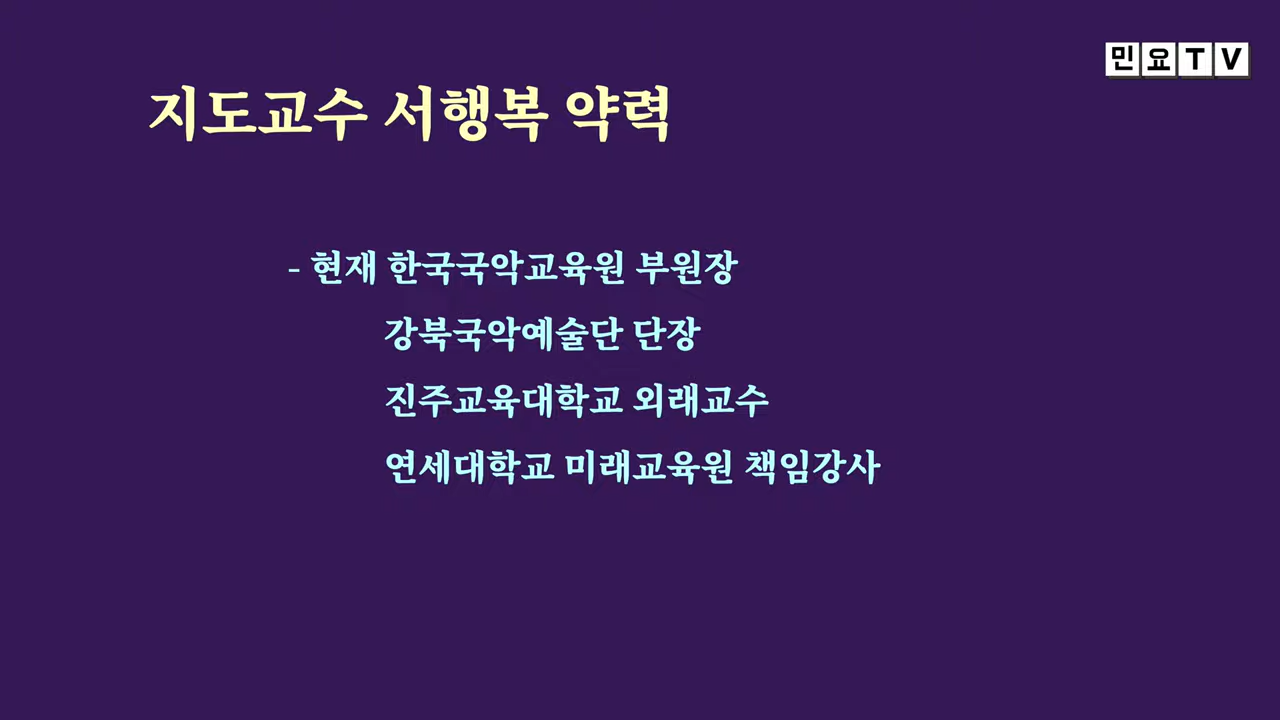 민요TV
지도교수 서행복 약력
- 현재 한국국악교육원 부원장
강북국악예술단 단장
진주교육대학교 외래교수
연세대학교 미래교육원 책임강사